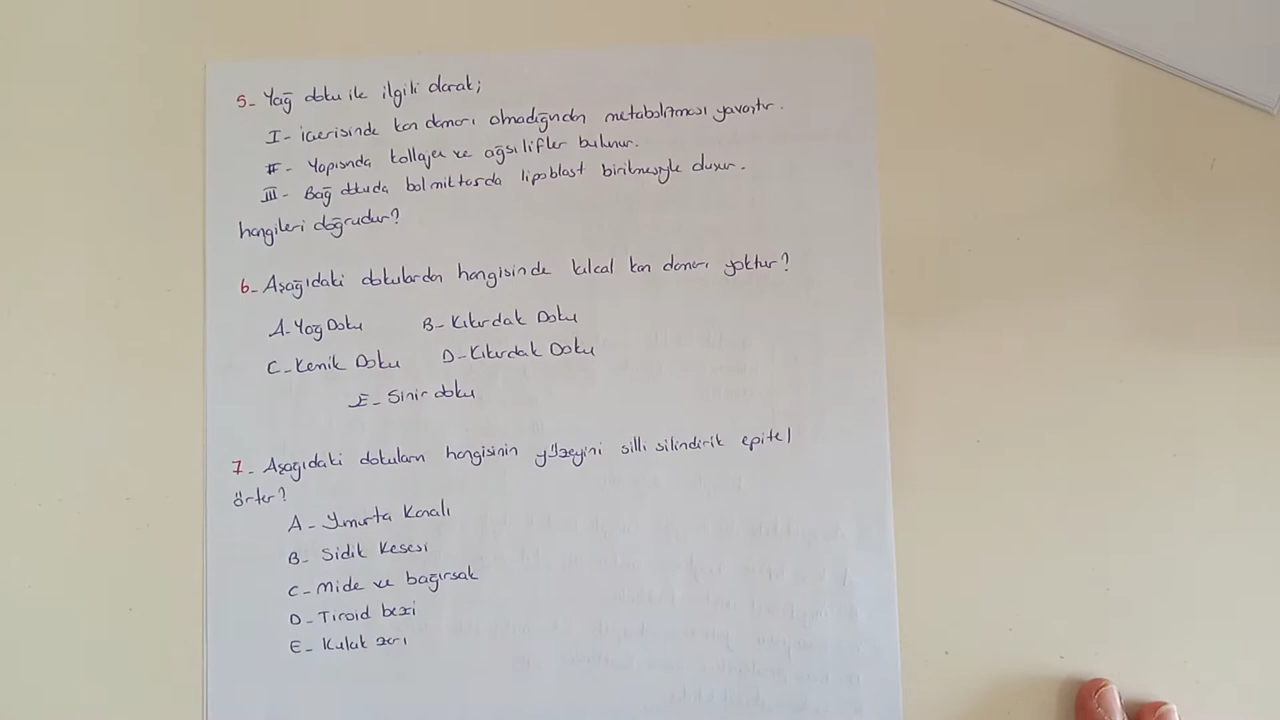 5- Yağ doku ile ilgili olarak;
I- içerisinde kan damarı olmadığından metabolizması yavaştır.
II- Yapısında kollajen ve ağsı lifler bulunur.
III- Bağ dokuda bol miktarda lipoblast birikmesiyle oluşur.
hangileri doğrudur?
6- Aşağıdaki dokulardan hangisinde kılcal kan damarı yoktur?
A- Yağ Doku B- Kıkırdak Doku
C- Kemik Doku D- Kıkırdak Doku
E- Sinir doku
7- Aşağıdaki dokuların hangisinin yüzeyini silli silindirik epitel
örter?
A- Yumurta Kanalı
B- Sidik Kesesi
C- Mide ve bağırsak
D- Tiroid bezi
E- Kulak zarı